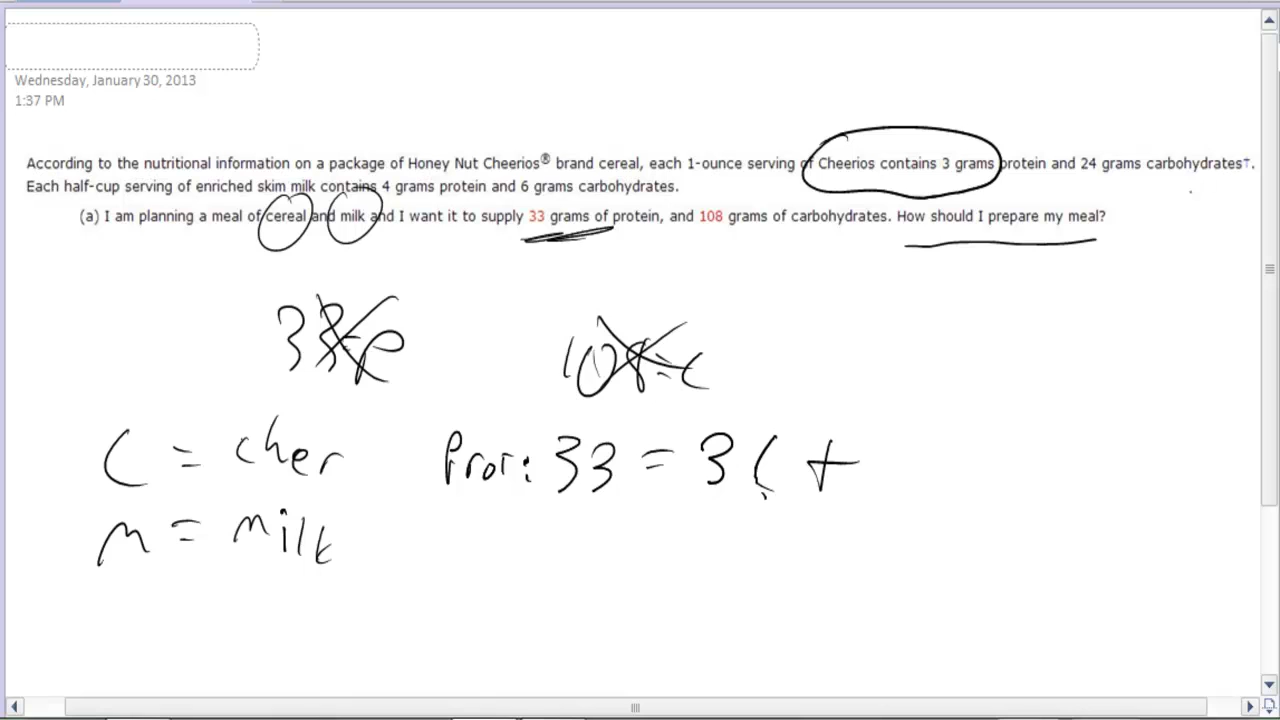 Wednesday, January 30, 2013
1:37 PM
According to the nutritional information on a package of Honey Nut Cheerios® brand cereal, each 1-ounce serving of Cheerios contains 3 grams protein and 24 grams carbohydrates†.
Each half-cup serving of enriched skim milk contains 4 grams protein and 6 grams carbohydrates.
(a) I am planning a meal of cereal and milk and I want it to supply 33 grams of protein, and 108 grams of carbohydrates. How should I prepare my meal?
33=p 108=c
C = cher Prot: 33 = 3C +
m = milk